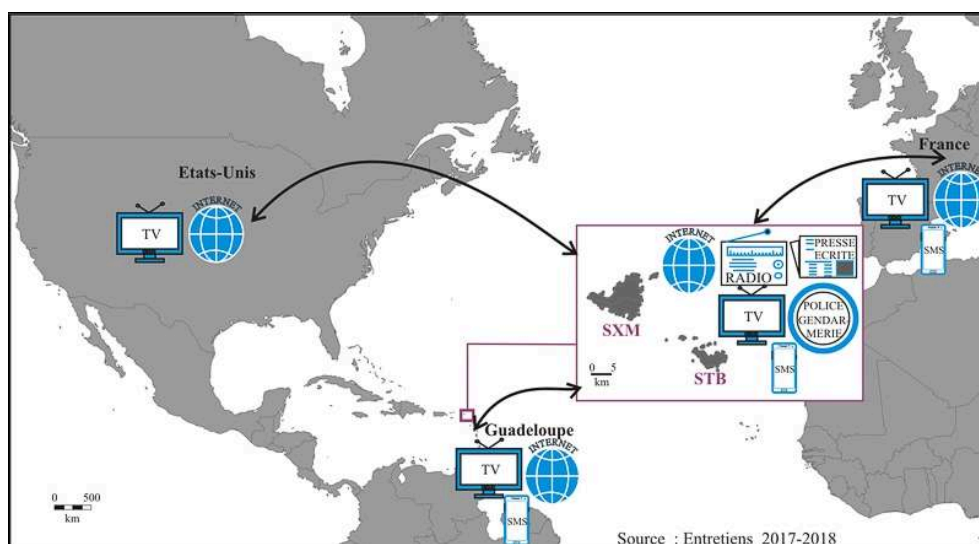 Etats-Unis
TV
INTERNET
France
TV
INTERNET
SMS
INTERNET
RADIO
PRESSE
ECRITE
TV
POLICE
GENDAR-
MERIE
SMS
SXM
STB
0 5
km
Guadeloupe
TV
INTERNET
SMS
0 500
km
Source : Entretiens 2017-2018